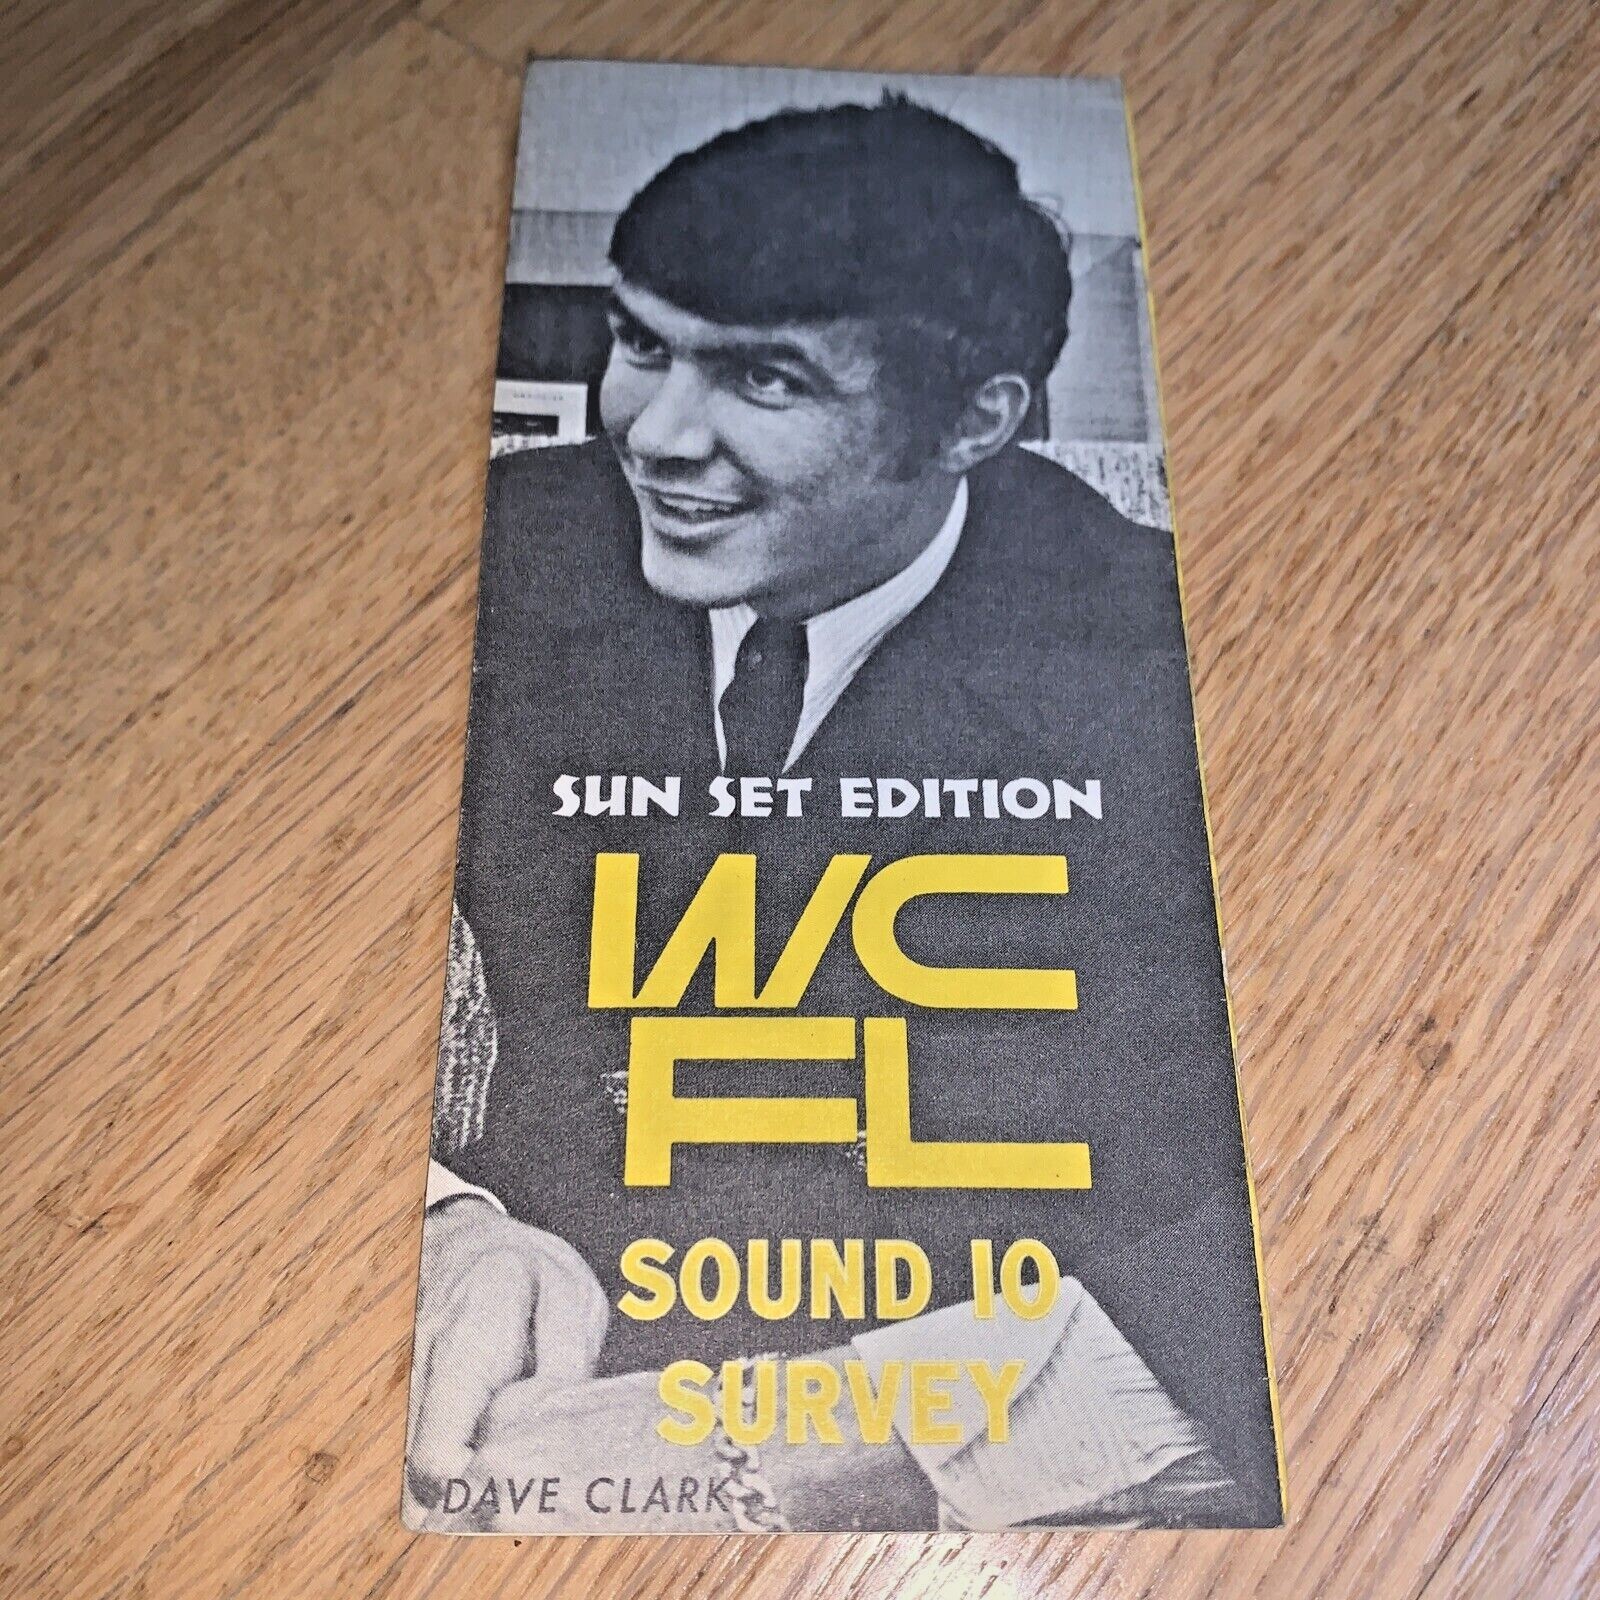 SUN SET EDITION
WC
FL
SOUND 10
SURVEY
DAVE CLARK